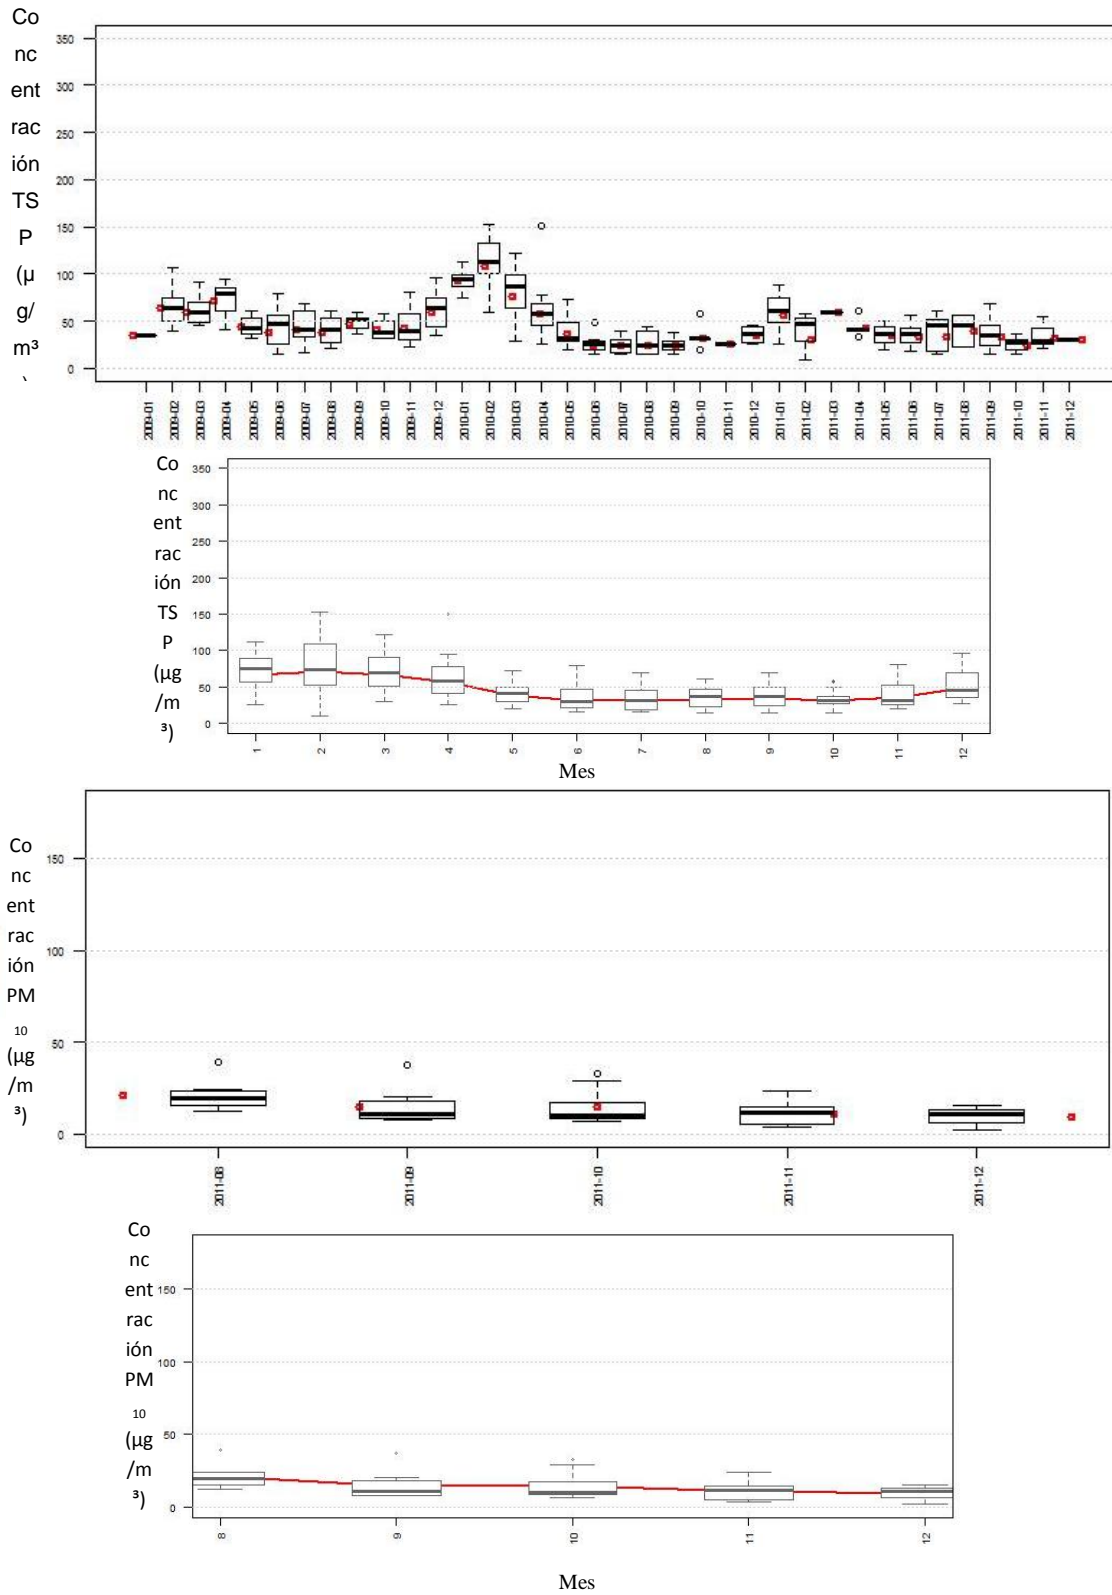 Co
nc
ent
rac
ión
TS
P
(µ
g/
m³
)
350
300
250
200
150
100
50
0
2009-01
2009-02
2009-03
2009-04
2009-05
2009-06
2009-07
2009-08
2009-09
2009-10
2009-11
2009-12
2010-01
2010-02
2010-03
2010-04
2010-05
2010-06
2010-07
2010-08
2010-09
2010-10
2010-11
2010-12
2011-01
2011-02
2011-03
2011-04
2011-05
2011-06
2011-07
2011-08
2011-09
2011-10
2011-11
2011-12
Co
nc
ent
rac
ión
TS
P
(µg
/m
³)
350
300
250
200
150
100
50
0
1
2
3
4
5
6
7
8
9
10
11
12
Mes
Co
nc
ent
rac
ión
PM
10
(µg
/m
³)
150
100
50
0
2011-08
2011-09
2011-10
2011-11
2011-12
Co
nc
ent
rac
ión
PM
10
(µg
/m
³)
150
100
50
0
8
9
10
11
12
Mes